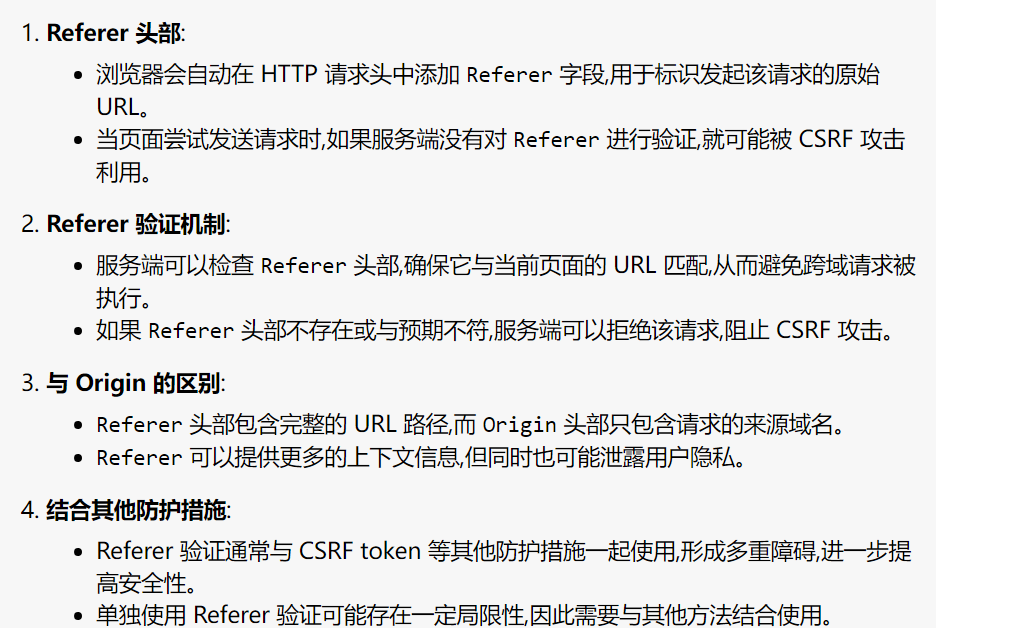 1. Referer 头部:
• 浏览器会自动在 HTTP 请求头中添加 Referer 字段,用于标识发起该请求的原始
URL。
• 当页面尝试发送请求时,如果服务端没有对 Referer 进行验证,就可能被 CSRF 攻击
利用。
2. Referer 验证机制:
• 服务端可以检查 Referer 头部,确保它与当前页面的 URL 匹配,从而避免跨域请求被
执行。
• 如果 Referer 头部不存在或与预期不符,服务端可以拒绝该请求,阻止 CSRF 攻击。
3. 与 Origin 的区别:
• Referer 头部包含完整的 URL 路径,而 Origin 头部只包含请求的来源域名。
• Referer 可以提供更多的上下文信息,但同时也可能泄露用户隐私。
4. 结合其他防护措施:
• Referer 验证通常与 CSRF token 等其他防护措施一起使用,形成多重障碍,进一步提
高安全性。
• 单独使用 Referer 验证可能存在一定局限性,因此需要与其他方法结合使用。